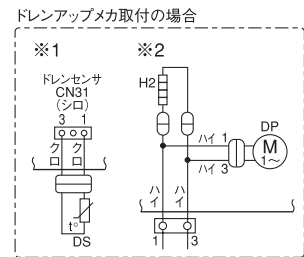 ドレンアップメカ取付の場合
※1
ドレンセンサ
CN31
(シロ)
3 1
クロ クロ
t°
DS
※2
H2
ハイ 1
ハイ 3
DP
M
1~
ハイ ハイ
1 3